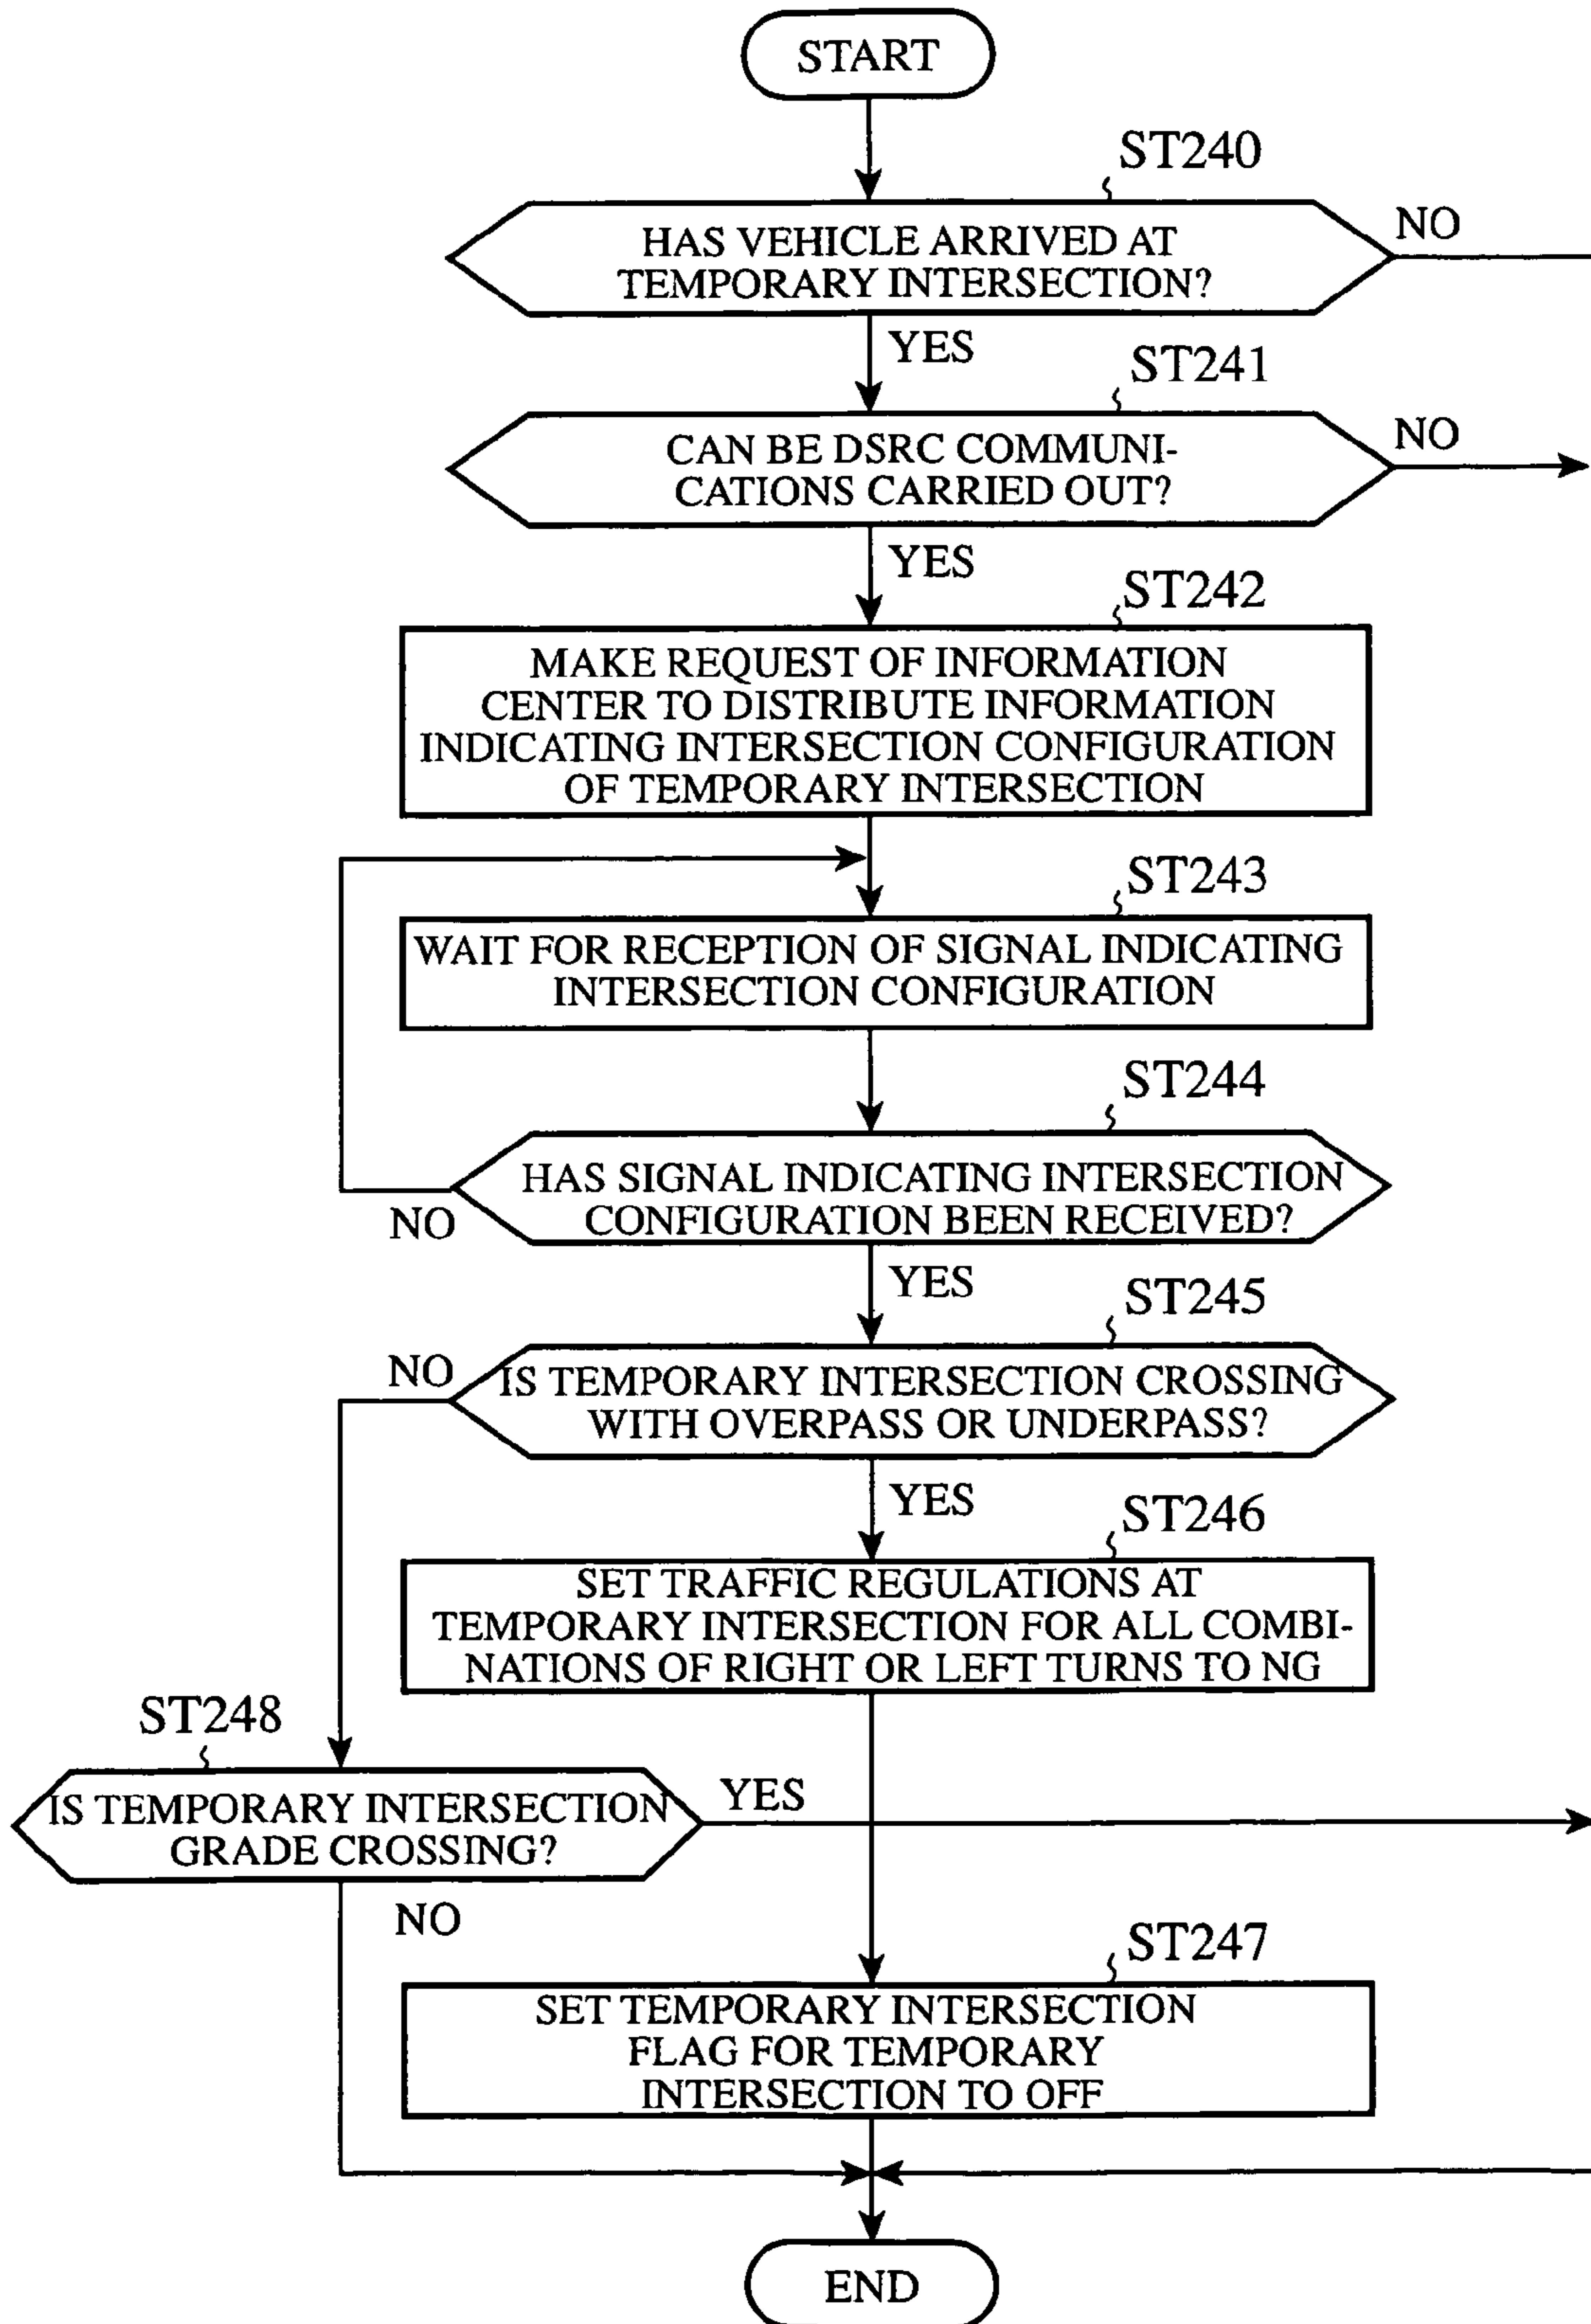 START
ST240
HAS VEHICLE ARRIVED AT
TEMPORARY INTERSECTION?
NO
YES
ST241
CAN BE DSRC COMMUNI-
CATIONS CARRIED OUT?
NO
YES
ST242
MAKE REQUEST OF INFORMATION
CENTER TO DISTRIBUTE INFORMATION
INDICATING INTERSECTION CONFIGURATION
OF TEMPORARY INTERSECTION
ST243
WAIT FOR RECEPTION OF SIGNAL INDICATING
INTERSECTION CONFIGURATION
ST244
HAS SIGNAL INDICATING INTERSECTION
CONFIGURATION BEEN RECEIVED?
NO
YES
ST245
NO
IS TEMPORARY INTERSECTION CROSSING
WITH OVERPASS OR UNDERPASS?
YES
ST246
SET TRAFFIC REGULATIONS AT
TEMPORARY INTERSECTION FOR ALL COMBI-
NATIONS OF RIGHT OR LEFT TURNS TO NG
ST248
IS TEMPORARY INTERSECTION
GRADE CROSSING?
YES
NO
ST247
SET TEMPORARY INTERSECTION
FLAG FOR TEMPORARY
INTERSECTION TO OFF
END